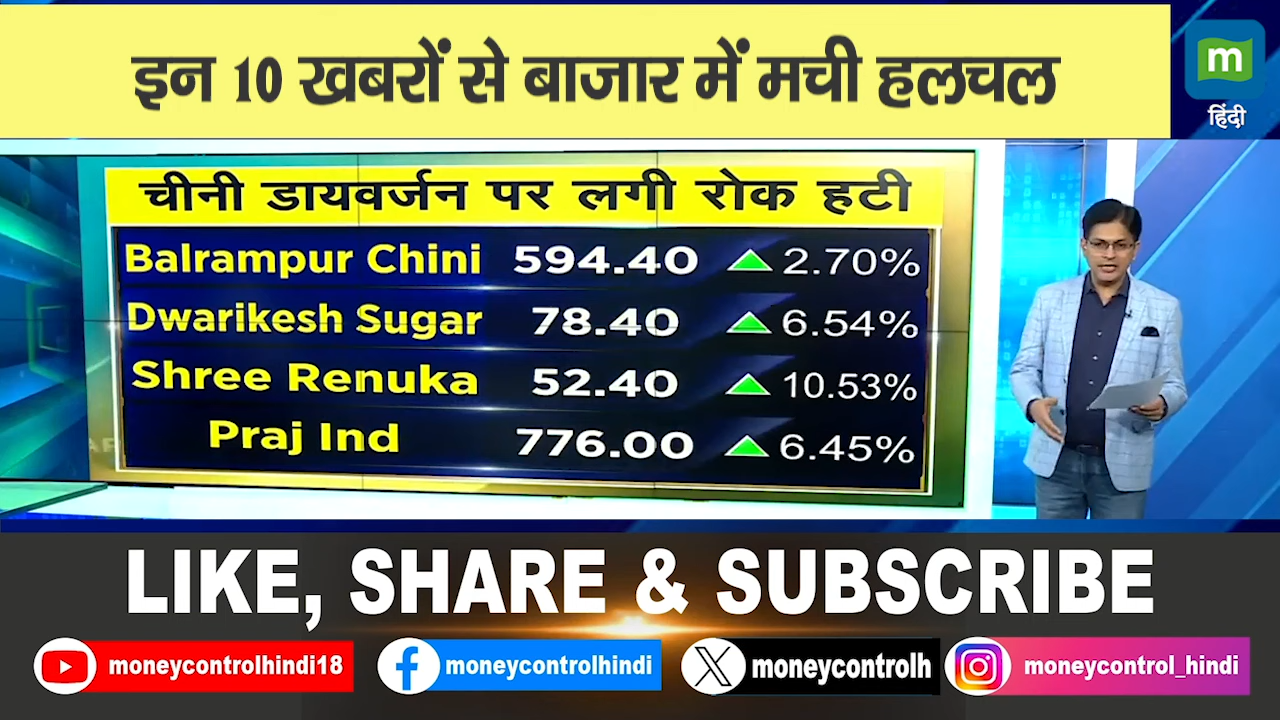 इन 10 खबरों से बाजार में मची हलचल
m
हिंदी
चीनी डायवर्जन पर लगी रोक हटी
Balrampur Chini 594.40 ▲ 2.70%
Dwarikesh Sugar 78.40 ▲ 6.54%
Shree Renuka 52.40 ▲ 10.53%
Praj Ind 776.00 ▲ 6.45%
LIKE, SHARE & SUBSCRIBE
moneycontrolhindi18 moneycontrolhindi moneycontrolh moneycontrol_hindi